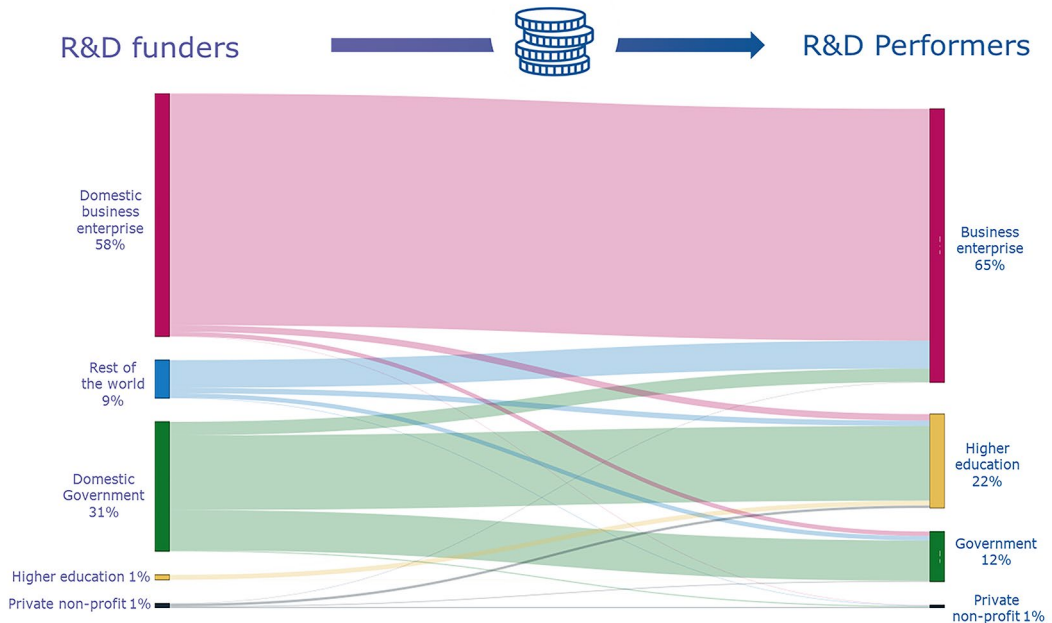 R&D funders
R&D Performers
Domestic
business
enterprise
58%
Rest of
the world
9%
Domestic
Government
31%
Higher education 1%
Private non-profit 1%
Business
enterprise
65%
Higher
education
22%
Government
12%
Private
non-profit 1%